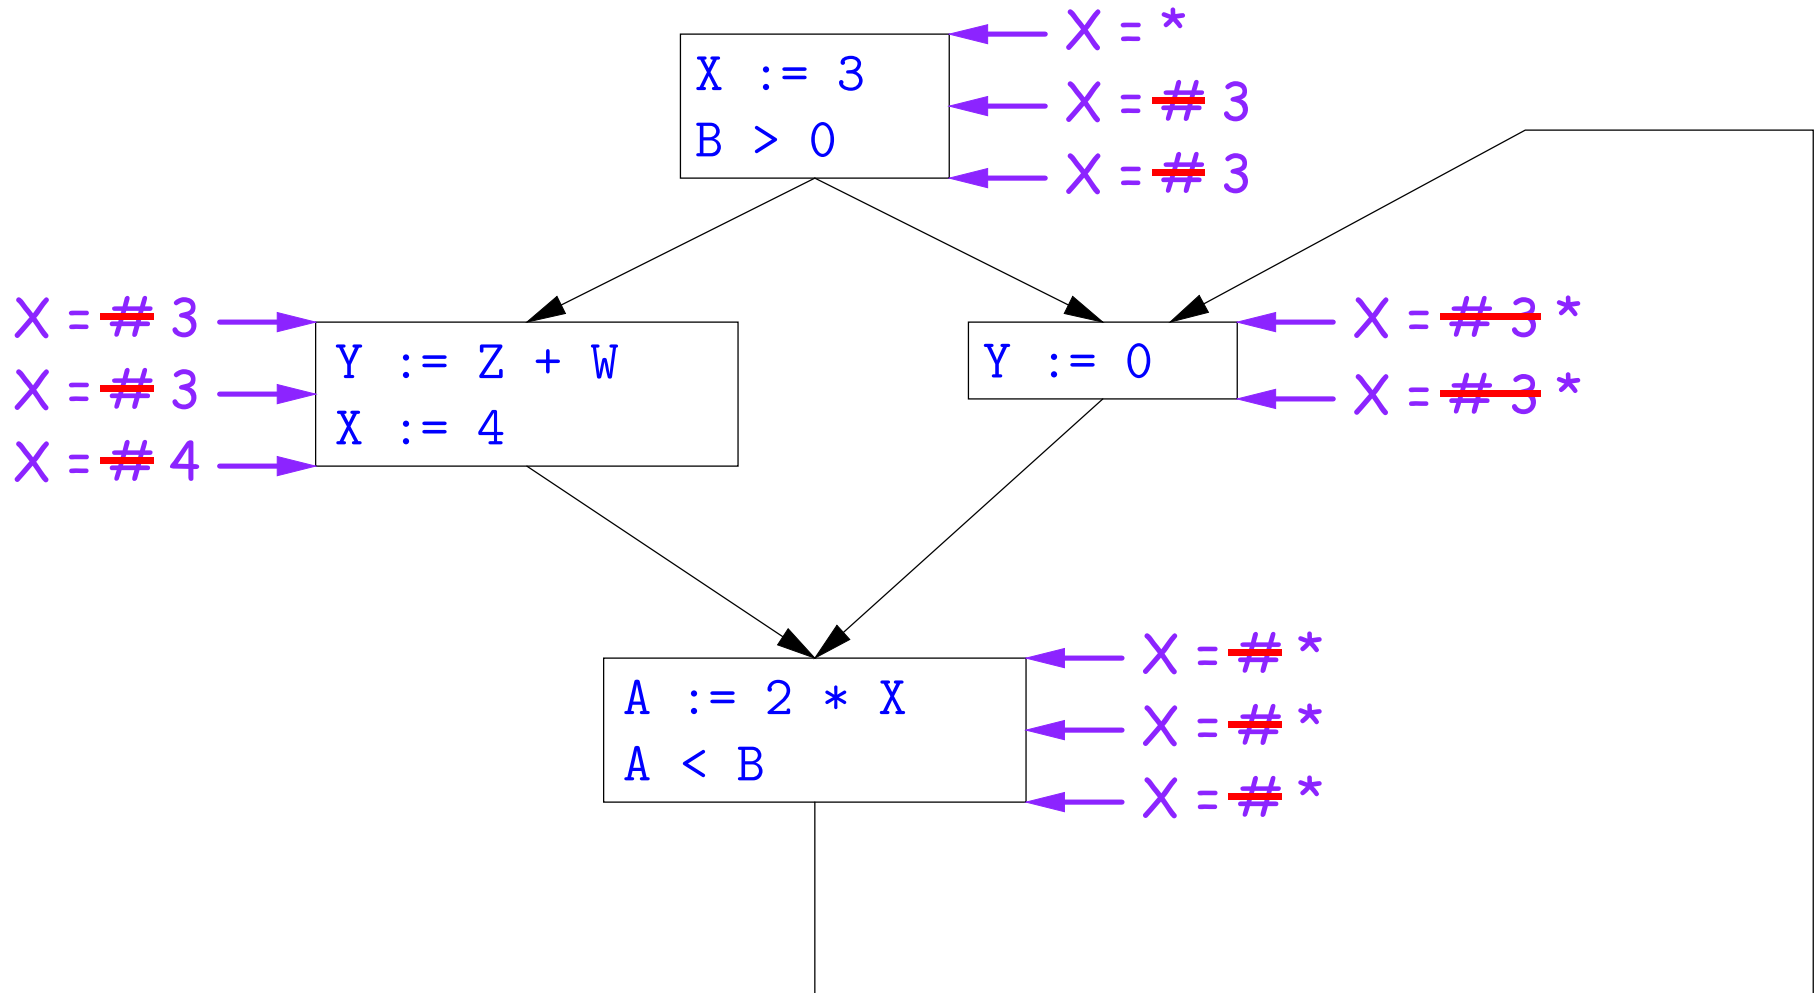 X = *
X := 3
X = # 3
B > 0
X = # 3
X = # 3
Y := Z + W
X = # 3
X := 4
X = # 4
X = # 3 *
Y := 0
X = # 3 *
X = # *
A := 2 * X
X = # *
A < B
X = # *